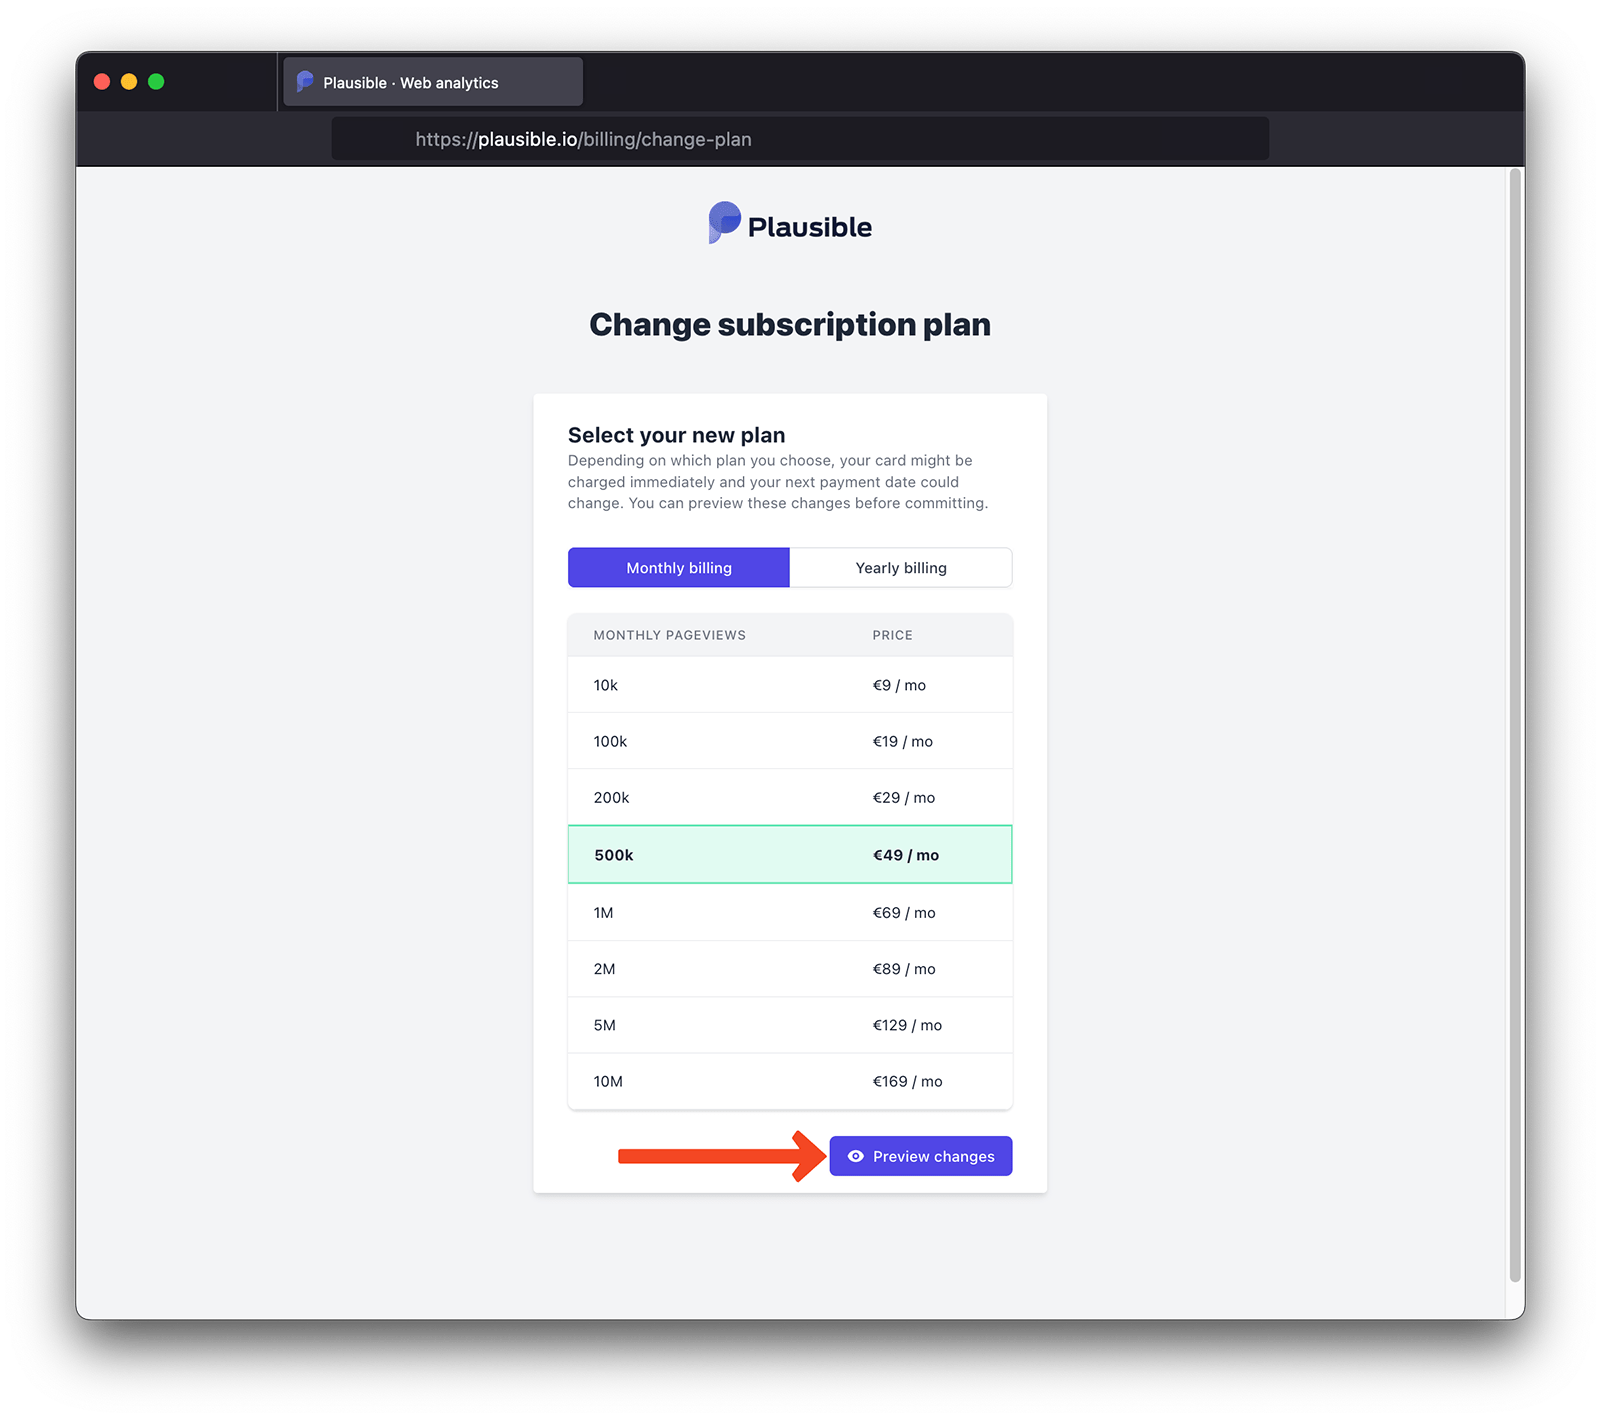 Plausible · Web analytics
https://plausible.io/billing/change-plan
Plausible
Change subscription plan
Select your new plan
Depending on which plan you choose, your card might be
charged immediately and your next payment date could
change. You can preview these changes before committing.
Monthly billing Yearly billing
MONTHLY PAGEVIEWS PRICE
10k €9 / mo
100k €19 / mo
200k €29 / mo
500k €49 / mo
1M €69 / mo
2M €89 / mo
5M €129 / mo
10M €169 / mo
Preview changes